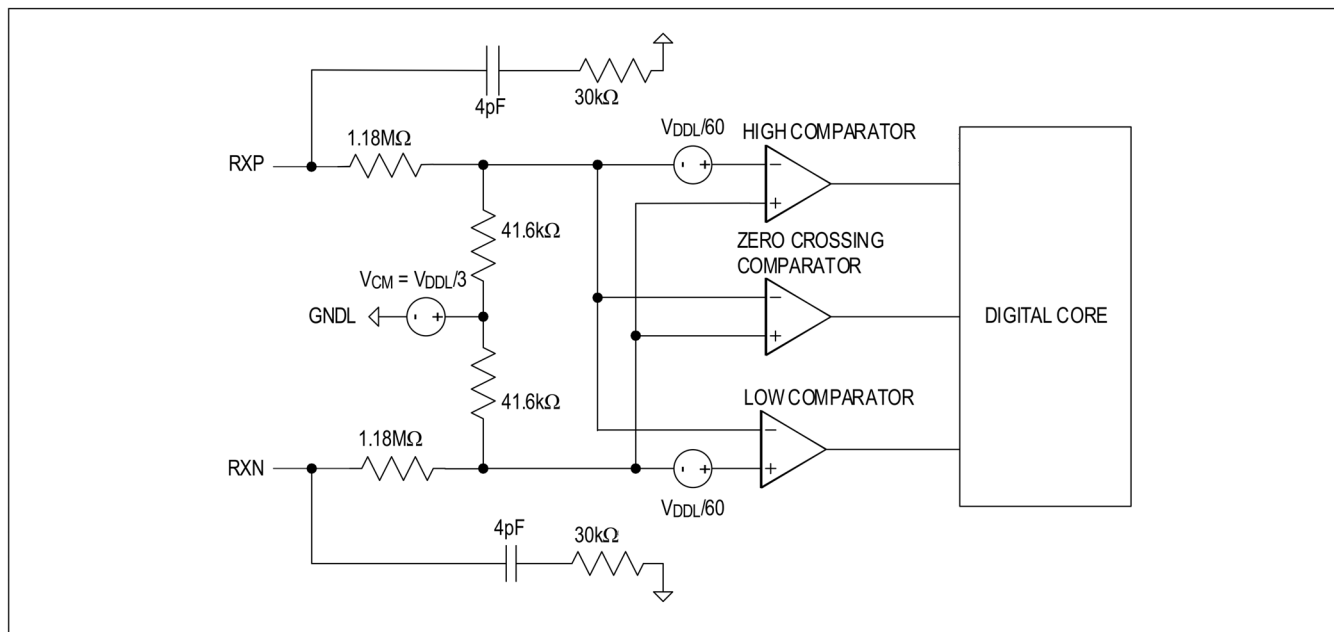 4pF
30kΩ
VDDL/60
HIGH COMPARATOR
1.18MΩ
RXP
-
+
−
+
41.6kΩ
ZERO CROSSING
COMPARATOR
VCM = VDDL/3
GNDL
-
+
−
+
DIGITAL CORE
41.6kΩ
LOW COMPARATOR
1.18MΩ
RXN
-
+
−
+
VDDL/60
4pF
30kΩ